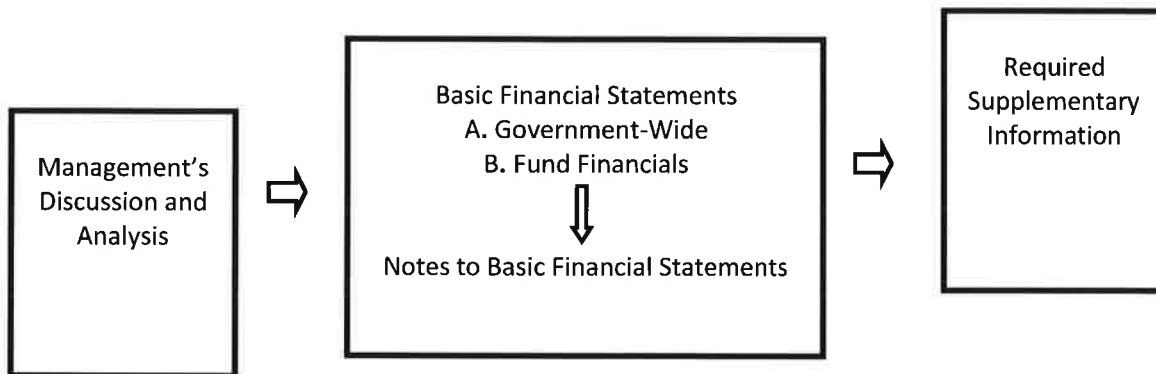 Management's
Discussion and
Analysis
Basic Financial Statements
A. Government-Wide
B. Fund Financials
Notes to Basic Financial Statements
Required
Supplementary
Information